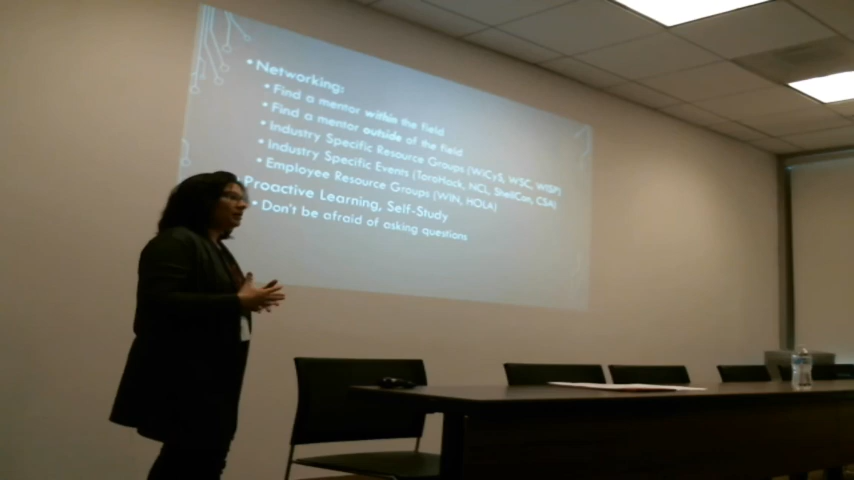 • Networking:
• Find a mentor within the field
• Find a mentor outside of the field
• Industry Specific Resource Groups (WiCyS, WSC, WISP)
• Industry Specific Events (ToroHack, NCL, ShellCon, CSA)
• Employee Resource Groups (WIN, HOLA)
Proactive Learning, Self-Study
• Don't be afraid of asking questions